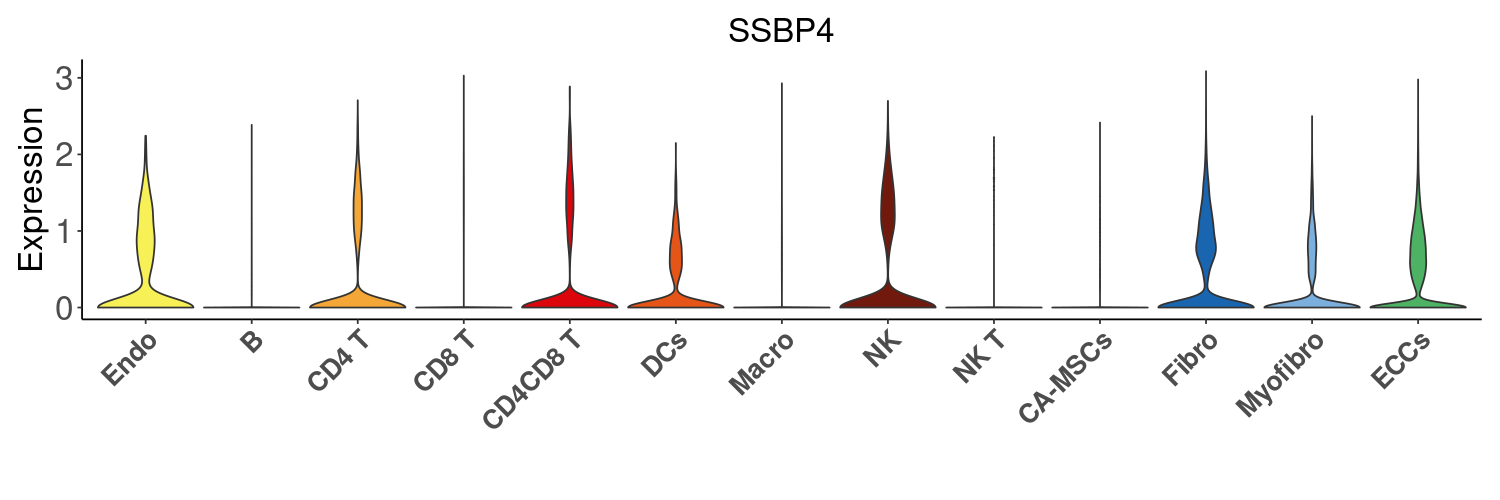 SSBP4
Expression
3
2
1
0
Endo
B
CD4 T
CD8 T
CD4CD8 T
DCs
Macro
NK
NK T
CA-MSCs
Fibro
Myofibro
ECCs